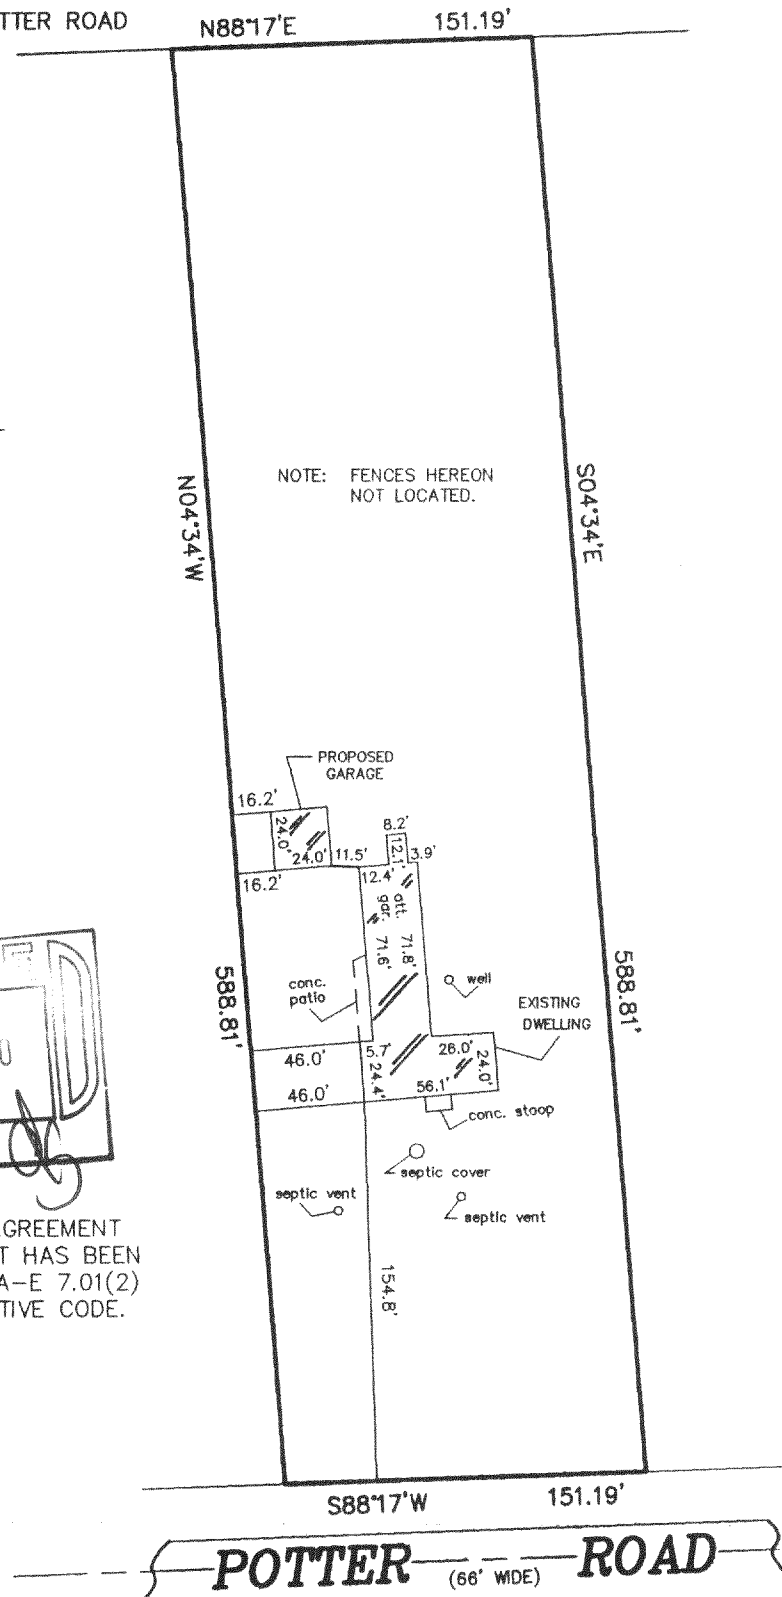 TTER ROAD
N88°17'E 151.19'
NOTE: FENCES HEREON
NOT LOCATED.
N04°34'W
S04°34'E
PROPOSED
GARAGE
16.2'
24.0'
24.0'
16.2'
11.5'
8.2'
12.1'
3.9'
12.4'
att.
gar.
71.6'
71.8'
conc.
patio
well
EXISTING
DWELLING
588.81'
588.81'
46.0'
5.7'
26.0'
24.0'
24.4'
46.0'
56.1'
conc. stoop
septic cover
septic vent
septic vent
GREEMENT
T HAS BEEN
A-E 7.01(2)
TIVE CODE.
154.8'
S88°17'W 151.19'
POTTER (66' WIDE) ROAD